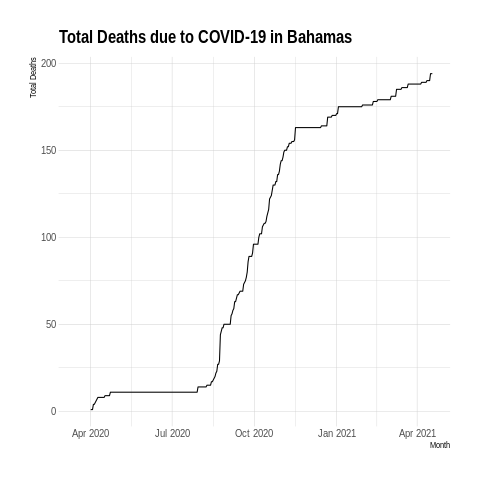 Total Deaths due to COVID-19 in Bahamas
Total Deaths
200
150
100
50
0
Apr 2020 Jul 2020 Oct 2020 Jan 2021 Apr 2021
Month